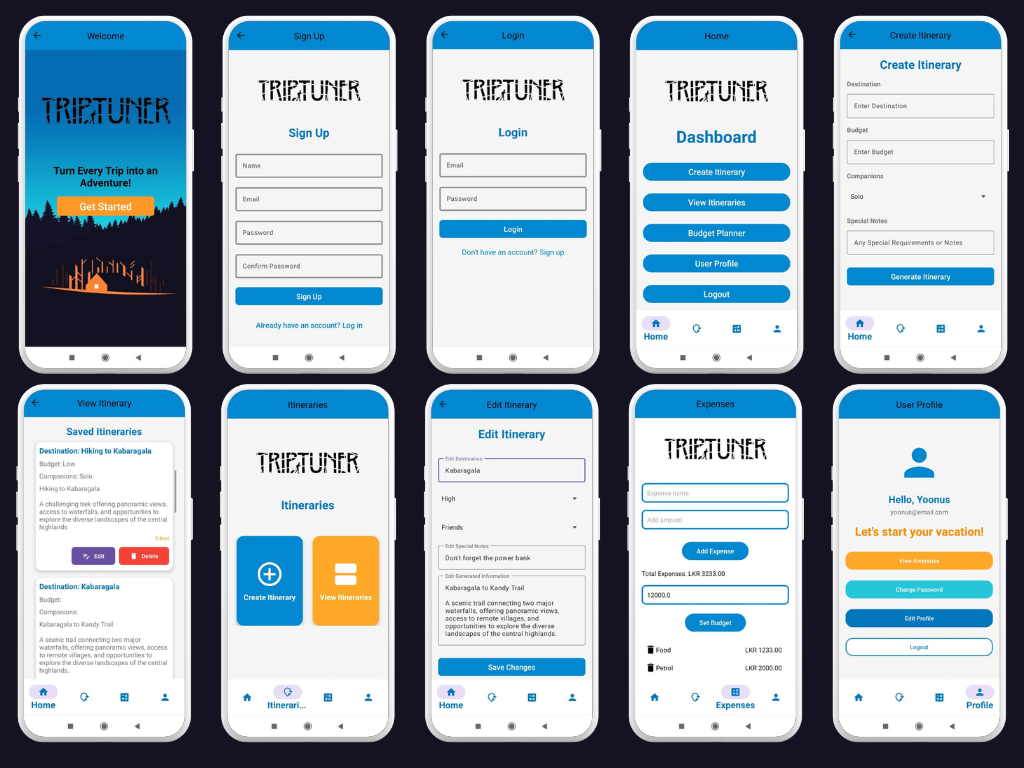 Welcome
TRIPTUNER
Turn Every Trip into an
Adventure!
Get Started
Sign Up
TRIPTUNER
Sign Up
Name
Email
Password
Confirm Password
Sign Up
Already have an account? Log in
Login
TRIPTUNER
Login
Email
Password
Login
Don't have an account? Sign up
Home
TRIPTUNER
Dashboard
Create Itinerary
View Itineraries
Budget Planner
User Profile
Logout
Home
Create Itinerary
Create Itinerary
Destination
Enter Destination
Budget
Enter Budget
Companions
Solo
Special Notes
Any Special Requirements or Notes
Generate Itinerary
Home
View Itinerary
Saved Itineraries
Destination: Hiking to Kabaragala
Budget: Low
Companions: Solo
Hiking to Kabaragala
A challenging trek offering panoramic views,
access to waterfalls, and opportunities to
explore the diverse landscapes of the central
highlands
Edited
Edit
Delete
Destination: Kabaragala
Budget:
Companions:
Kabaragala to Kandy Trail
A scenic trail connecting two major
waterfalls, offering panoramic views, access
to remote villages, and opportunities to
explore the diverse landscapes of the central
highlands.
Home
Itineraries
TRIPTUNER
Itineraries
Create Itinerary
View Itineraries
Itinerari...
Edit Itinerary
Edit Itinerary
Edit Destination
Kabaragala
High
Friends
Edit Special Notes
Don't forget the power bank
Edit Generated Information
Kabaragala to Kandy Trail
A scenic trail connecting two major
waterfalls, offering panoramic views,
access to remote villages, and
opportunities to explore the diverse
landscapes of the central highlands.
Save Changes
Home
Expenses
TRIPTUNER
Expense name
Add amount
Add Expense
Total Expenses: LKR 3233.00
12000.0
Set Budget
Food LKR 1233.00
Petrol LKR 2000.00
Expenses
User Profile
Hello, Yoonus
yoonus@email.com
Let's start your vacation!
View Itineraries
Change Password
Edit Profile
Logout
Profile